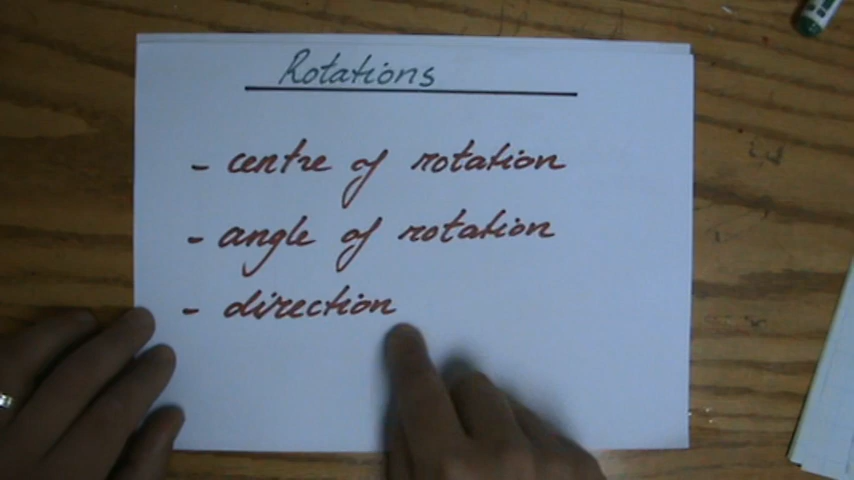 Rotations
- centre of rotation
- angle of rotation
- direction